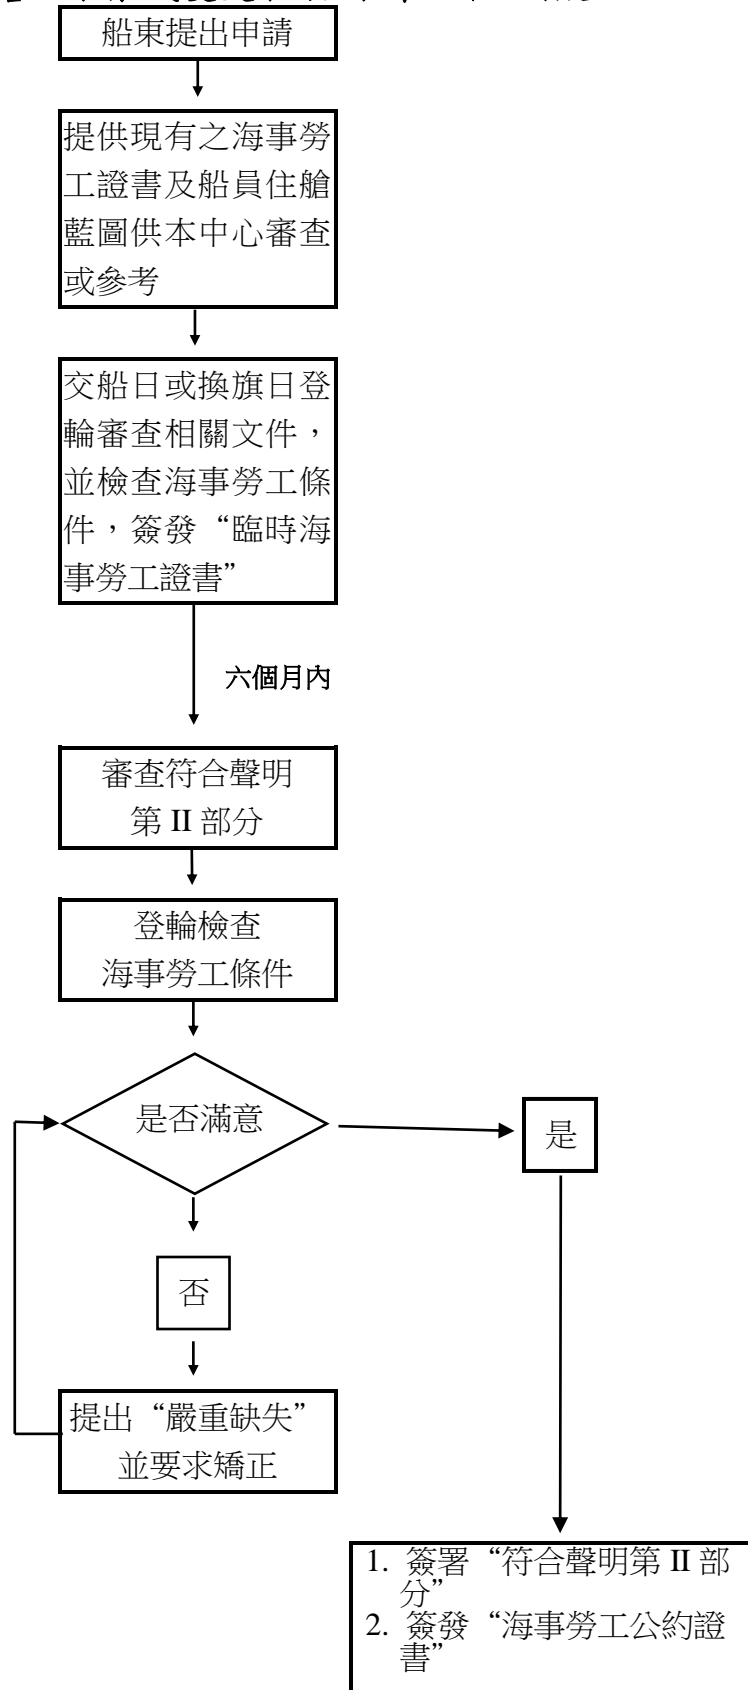 船東提出申請
提供現有之海事勞
工證書及船員住艙
藍圖供本中心審查
或參考
交船日或換旗日登
輪審查相關文件，
並檢查海事勞工條
件，簽發“臨時海
事勞工證書”
六個月內
審查符合聲明
第 II 部分
登輪檢查
海事勞工條件
是否滿意
是
否
提出“嚴重缺失”
並要求矯正
1. 簽署“符合聲明第 II 部
分”
2. 簽發“海事勞工公約證
書”